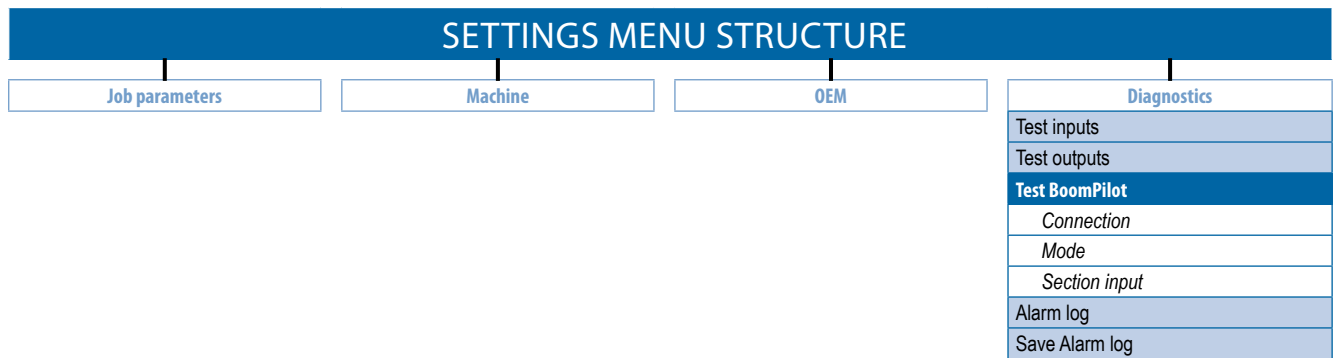 SETTINGS MENU STRUCTURE
Job parameters
Machine
OEM
Diagnostics
Test inputs
Test outputs
Test BoomPilot
Connection
Mode
Section input
Alarm log
Save Alarm log